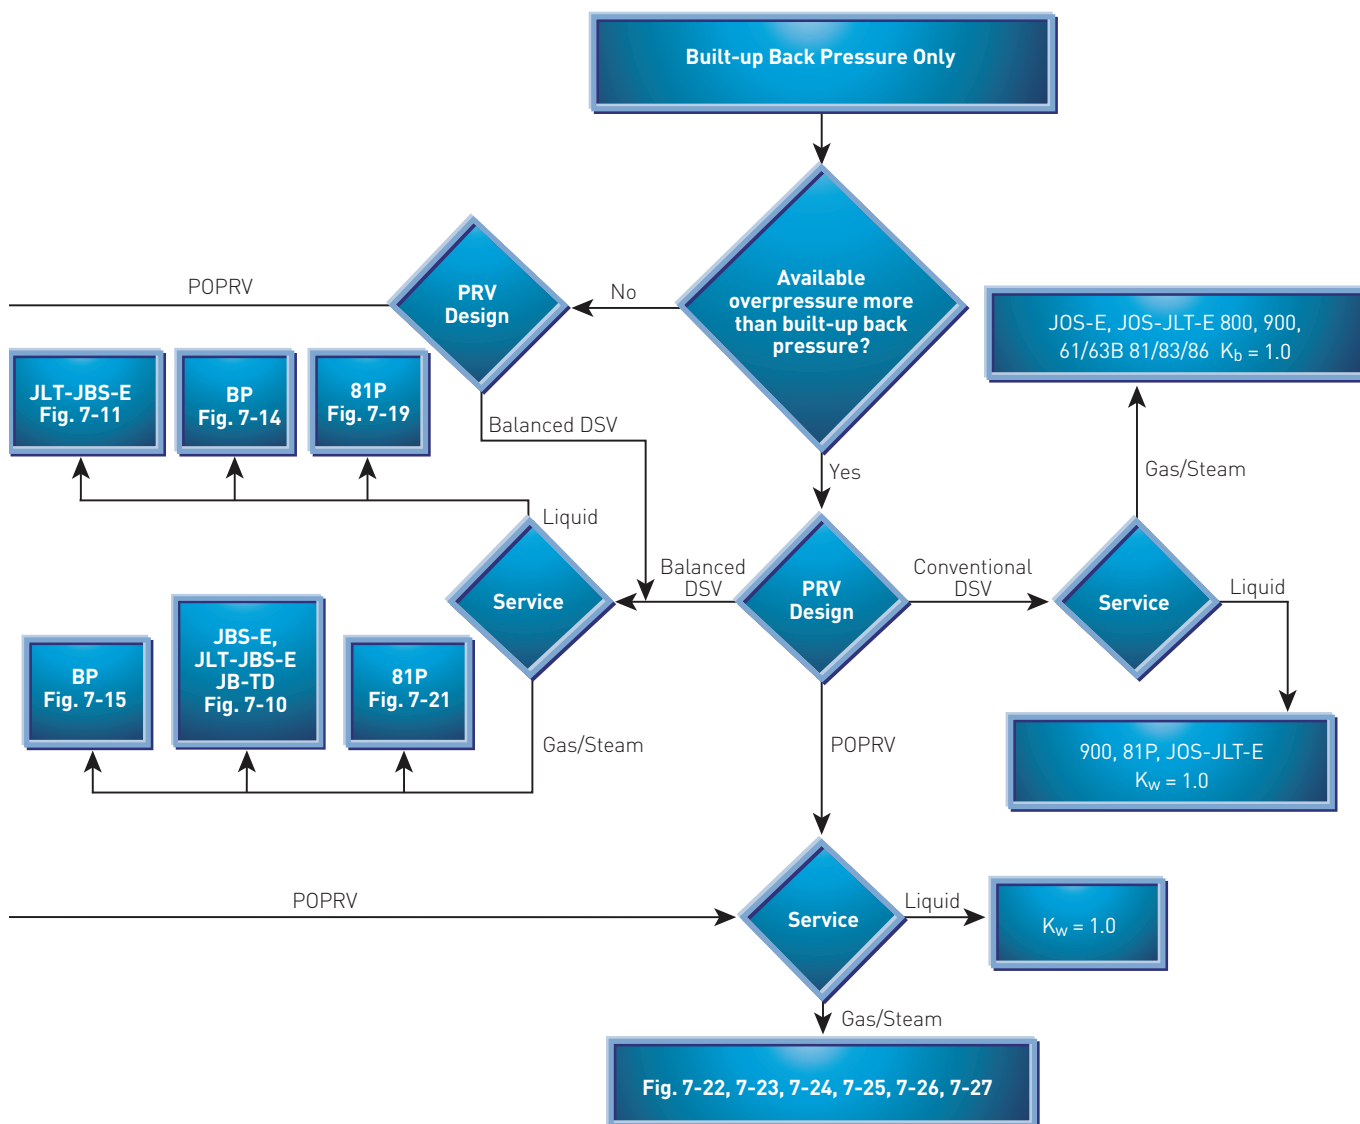 Built-up Back Pressure Only
Available
overpressure more
than built-up back
pressure?
No
PRV
Design
POPRV
JOS-E, JOS-JLT-E 800, 900,
61/63B 81/83/86 Kb = 1.0
JLT-JBS-E
Fig. 7-11
BP
Fig. 7-14
81P
Fig. 7-19
Balanced DSV
Yes
Gas/Steam
Liquid
Service
Balanced
DSV
PRV
Design
Conventional
DSV
Service
Liquid
BP
Fig. 7-15
JBS-E,
JLT-JBS-E
JB-TD
Fig. 7-10
81P
Fig. 7-21
Gas/Steam
POPRV
900, 81P, JOS-JLT-E
Kw = 1.0
POPRV
Service
Liquid
Kw = 1.0
Gas/Steam
Fig. 7-22, 7-23, 7-24, 7-25, 7-26, 7-27